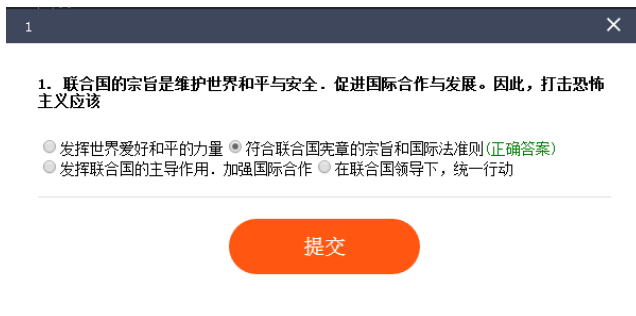 1
1. 联合国的宗旨是维护世界和平与安全. 促进国际合作与发展。因此, 打击恐怖
主义应该
发挥世界爱好和平的力量 符合联合国宪章的宗旨和国际法准则(正确答案)
发挥联合国的主导作用. 加强国际合作 在联合国领导下, 统一行动
提交